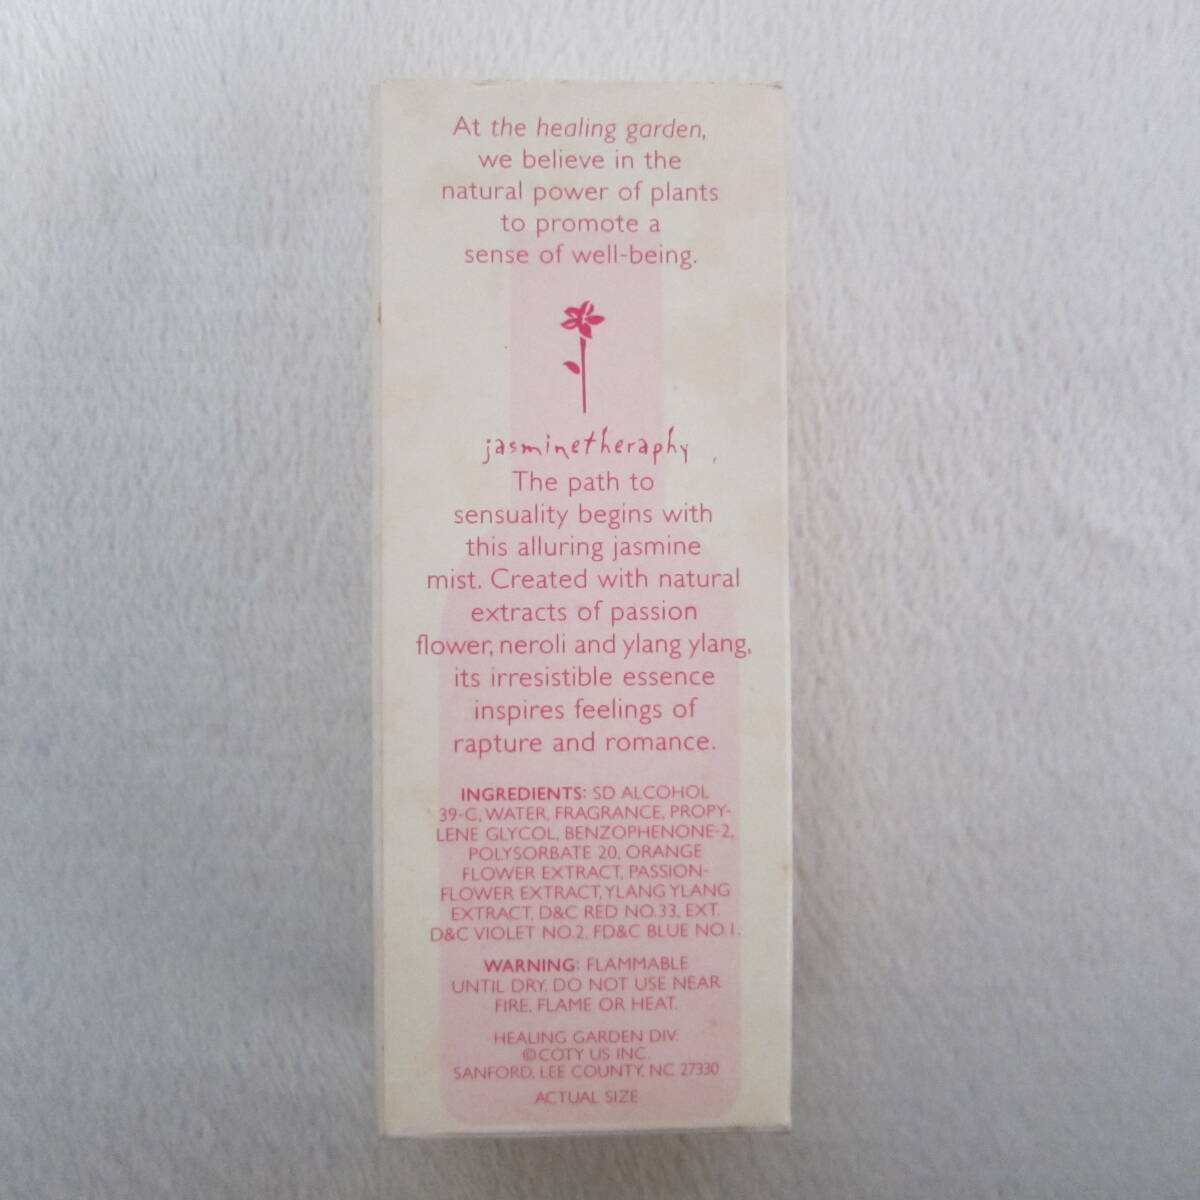 At the healing garden,
we believe in the
natural power of plants
to promote a
sense of well-being.
jasminetheraphy
The path to
sensuality begins with
this alluring jasmine
mist. Created with natural
extracts of passion
flower, neroli and ylang ylang,
its irresistible essence
inspires feelings of
rapture and romance.
INGREDIENTS: SD ALCOHOL
39-C, WATER, FRAGRANCE, PROPY-
LENE GLYCOL, BENZOPHENONE-2,
POLYSORBATE 20, ORANGE
FLOWER EXTRACT, PASSION-
FLOWER EXTRACT, YLANG YLANG
EXTRACT, D&C RED NO.33, EXT.
D&C VIOLET NO.2, FD&C BLUE NO.1.
WARNING: FLAMMABLE
UNTIL DRY. DO NOT USE NEAR
FIRE, FLAME OR HEAT.
HEALING GARDEN DIV.
©COTY US INC.
SANFORD, LEE COUNTY, NC 27330
ACTUAL SIZE